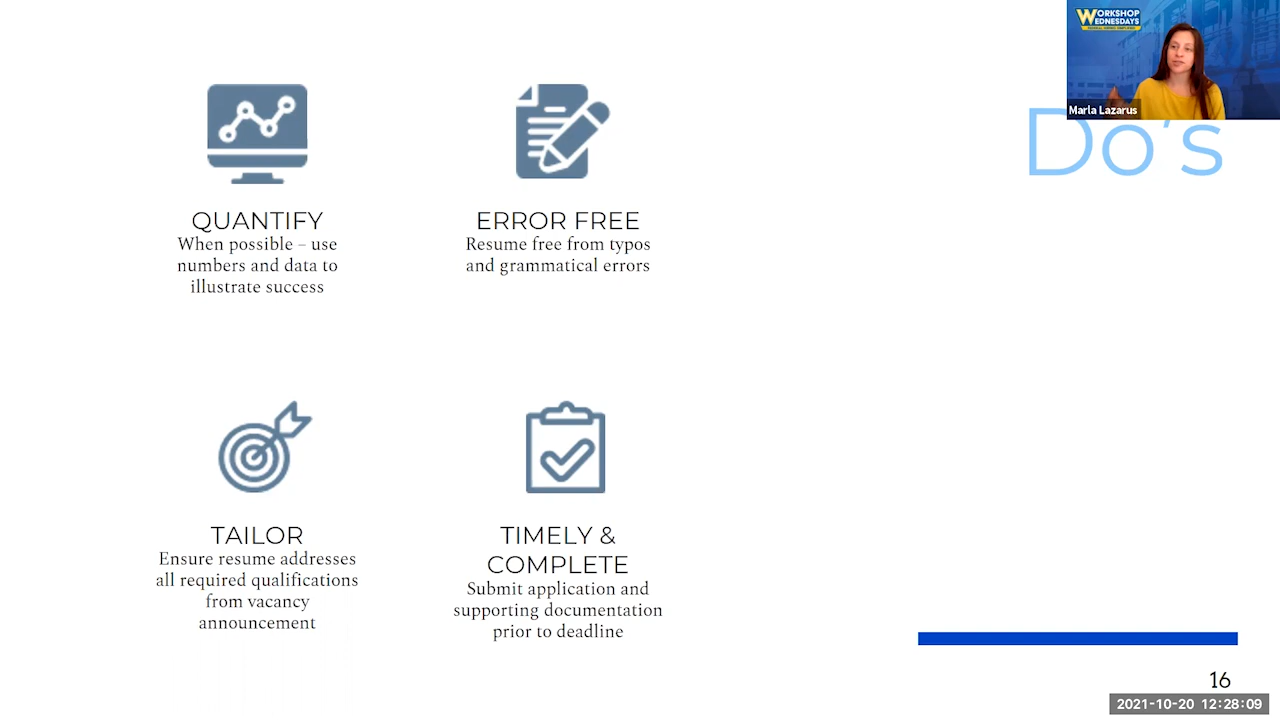 WORKSHOP
WEDNESDAYS
Marla Lazarus
Do's
QUANTIFY
When possible – use
numbers and data to
illustrate success
ERROR FREE
Resume free from typos
and grammatical errors
TAILOR
Ensure resume addresses
all required qualifications
from vacancy
announcement
TIMELY &
COMPLETE
Submit application and
supporting documentation
prior to deadline
16
2021-10-20 12:28:09